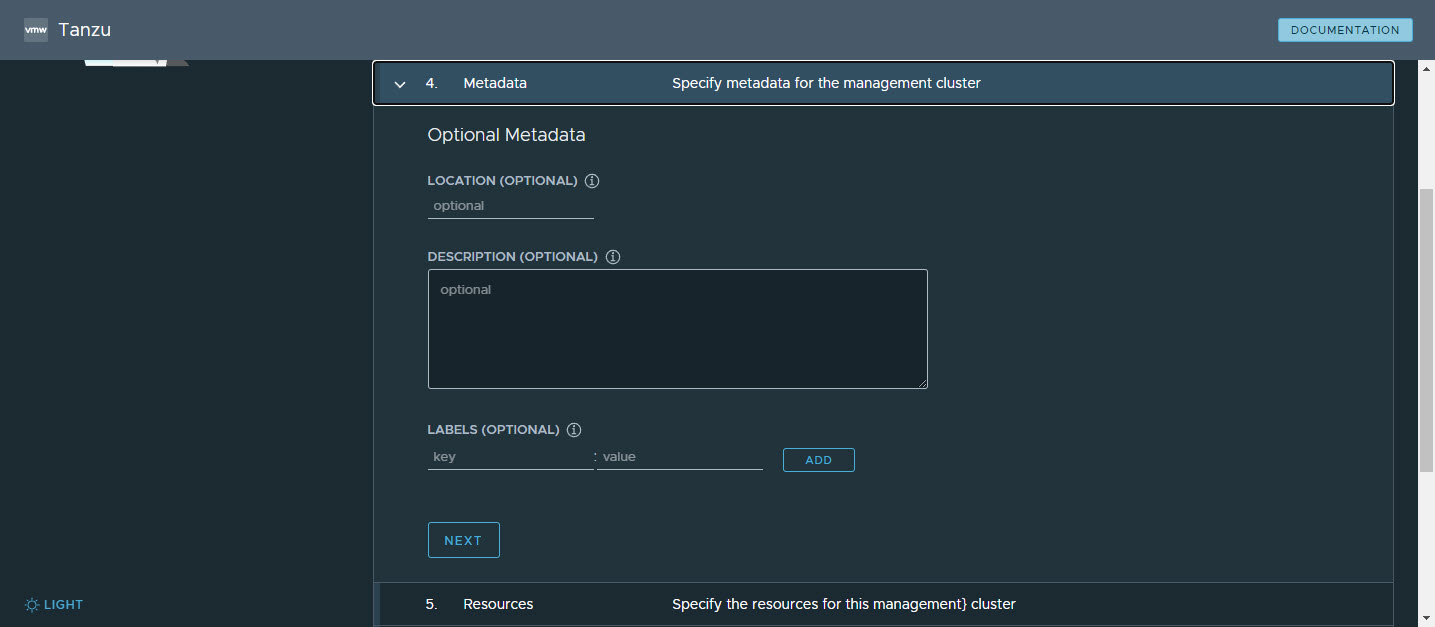 vmw Tanzu
DOCUMENTATION
4. Metadata Specify metadata for the management cluster
Optional Metadata
LOCATION (OPTIONAL)
optional
DESCRIPTION (OPTIONAL)
optional
LABELS (OPTIONAL)
key : value ADD
NEXT
5. Resources Specify the resources for this management} cluster
LIGHT